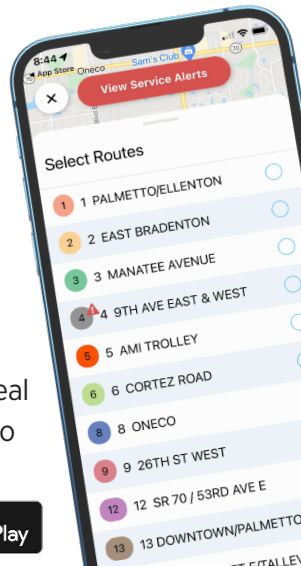 8:44
App Store
Oneco
Sam's Club
70
70
View Service Alerts
Select Routes
1 1 PALMETTO/ELLENTON
2 2 EAST BRADENTON
3 3 MANATEE AVENUE
4 4 9TH AVE EAST & WEST
5 5 AMI TROLLEY
6 6 CORTEZ ROAD
eal
8 8 ONECO
o
9 9 26TH ST WEST
12 12 SR 70 / 53RD AVE E
Play
13 13 DOWNTOWN/PALMETTO